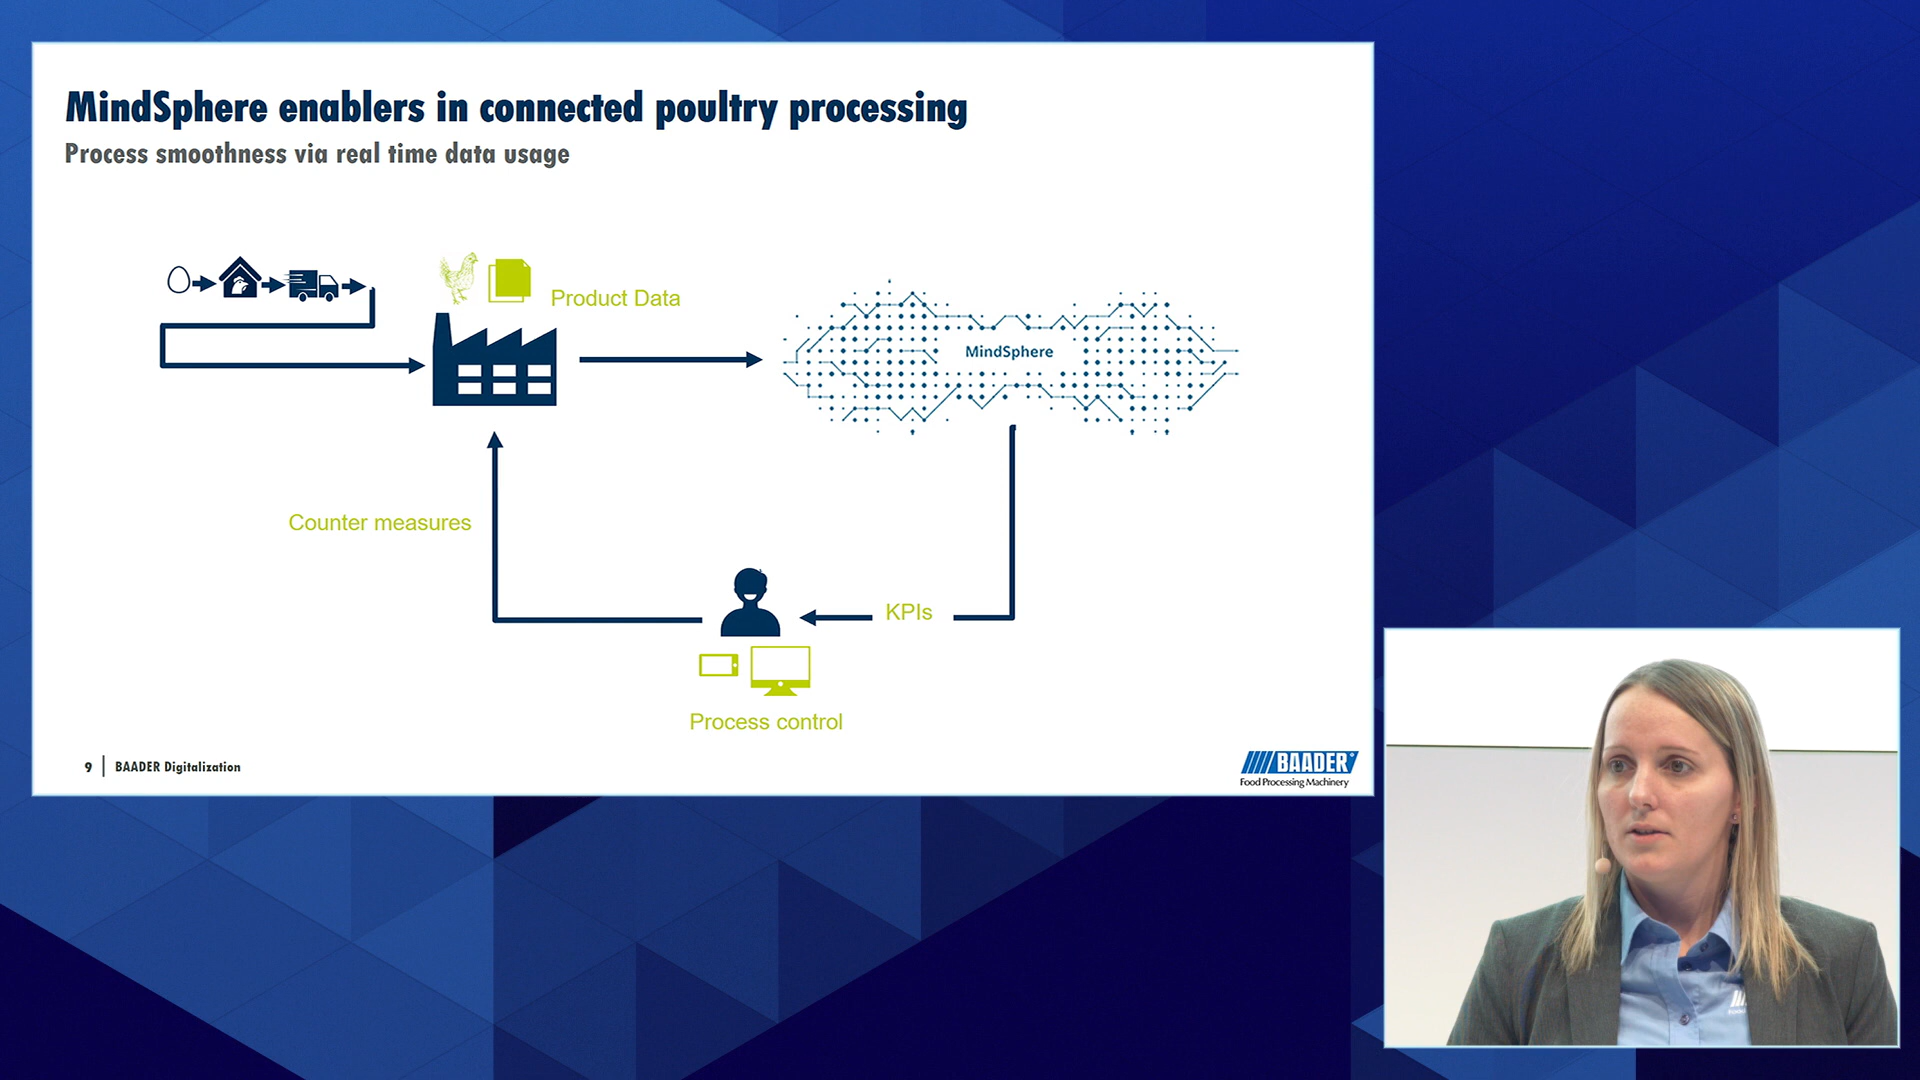 MindSphere enablers in connected poultry processing
Process smoothness via real time data usage
Product Data
MindSphere
Counter measures
KPIs
Process control
9 | BAADER Digitalization
BAADER
Food Processing Machinery